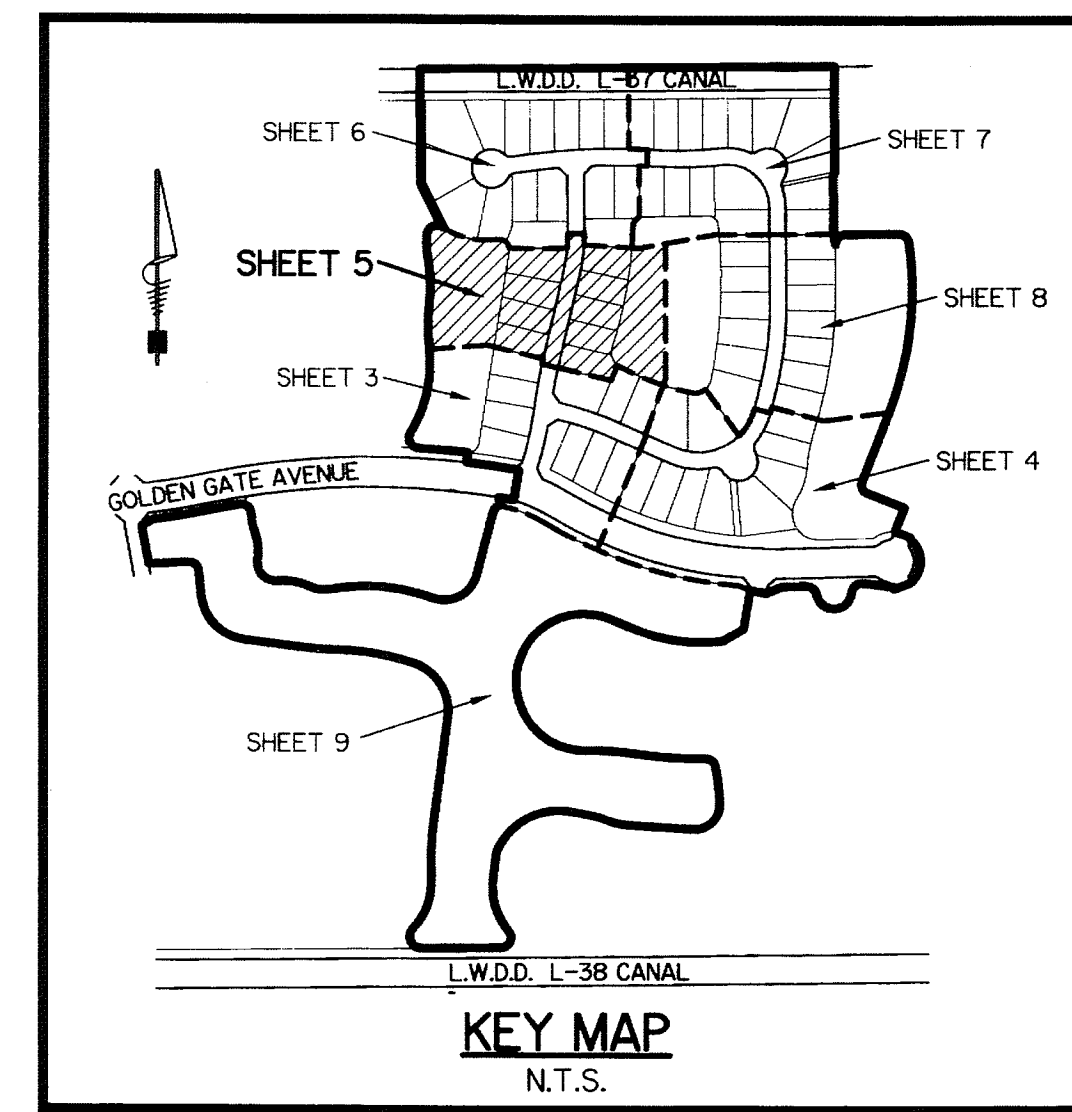 L.W.D.D. L-37 CANAL
SHEET 6
SHEET 7
SHEET 5
SHEET 8
SHEET 3
SHEET 4
GOLDEN GATE AVENUE
SHEET 9
L.W.D.D. L-38 CANAL
KEY MAP
N.T.S.